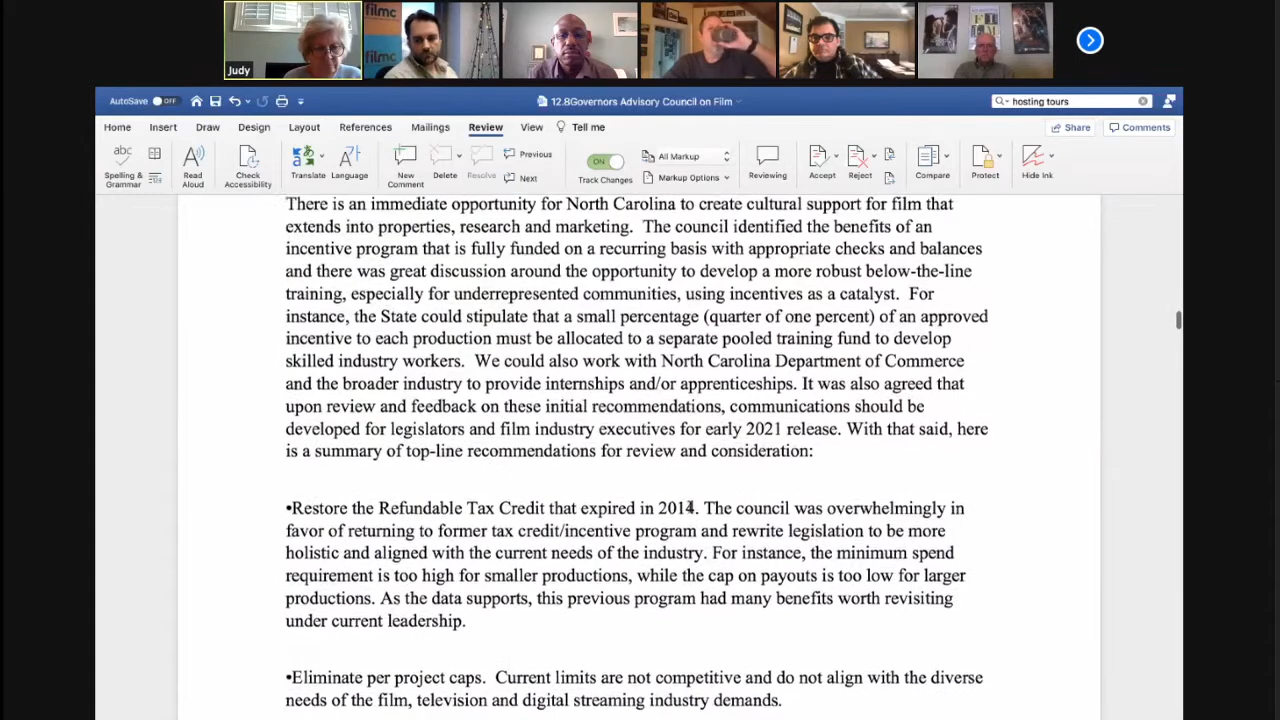 filmc
filmc
Judy
AutoSave OFF
12.8Governors Advisory Council on Film
hosting tours
Home Insert Draw Design Layout References Mailings Review View Tell me
Share Comments
abc
Spelling & Grammar
Read Aloud
Check Accessibility
Translate
Language
New Comment
Delete
Resolve
Previous
Next
ON
Track Changes
All Markup
Markup Options
Reviewing
Accept
Reject
Compare
Protect
Hide Ink
There is an immediate opportunity for North Carolina to create cultural support for film that
extends into properties, research and marketing. The council identified the benefits of an
incentive program that is fully funded on a recurring basis with appropriate checks and balances
and there was great discussion around the opportunity to develop a more robust below-the-line
training, especially for underrepresented communities, using incentives as a catalyst. For
instance, the State could stipulate that a small percentage (quarter of one percent) of an approved
incentive to each production must be allocated to a separate pooled training fund to develop
skilled industry workers. We could also work with North Carolina Department of Commerce
and the broader industry to provide internships and/or apprenticeships. It was also agreed that
upon review and feedback on these initial recommendations, communications should be
developed for legislators and film industry executives for early 2021 release. With that said, here
is a summary of top-line recommendations for review and consideration:
•Restore the Refundable Tax Credit that expired in 2014. The council was overwhelmingly in
favor of returning to former tax credit/incentive program and rewrite legislation to be more
holistic and aligned with the current needs of the industry. For instance, the minimum spend
requirement is too high for smaller productions, while the cap on payouts is too low for larger
productions. As the data supports, this previous program had many benefits worth revisiting
under current leadership.
•Eliminate per project caps. Current limits are not competitive and do not align with the diverse
needs of the film, television and digital streaming industry demands.